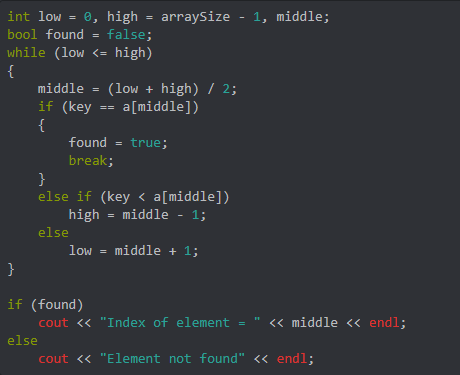 int low = 0, high = arraySize - 1, middle;
bool found = false;
while (low <= high)
{
    middle = (low + high) / 2;
    if (key == a[middle])
    {
        found = true;
        break;
    }
    else if (key < a[middle])
        high = middle - 1;
    else
        low = middle + 1;
}

if (found)
    cout << "Index of element = " << middle << endl;
else
    cout << "Element not found" << endl;